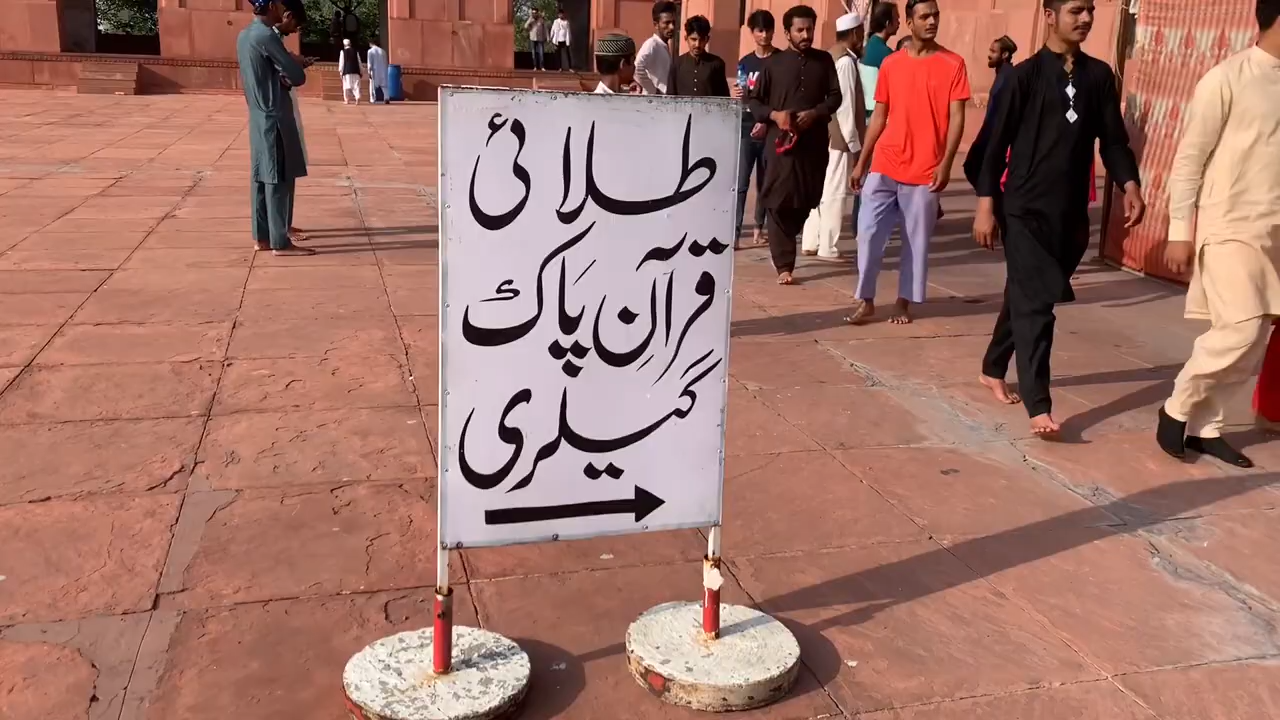 طلائی
قرآنِ پاک
گیلری